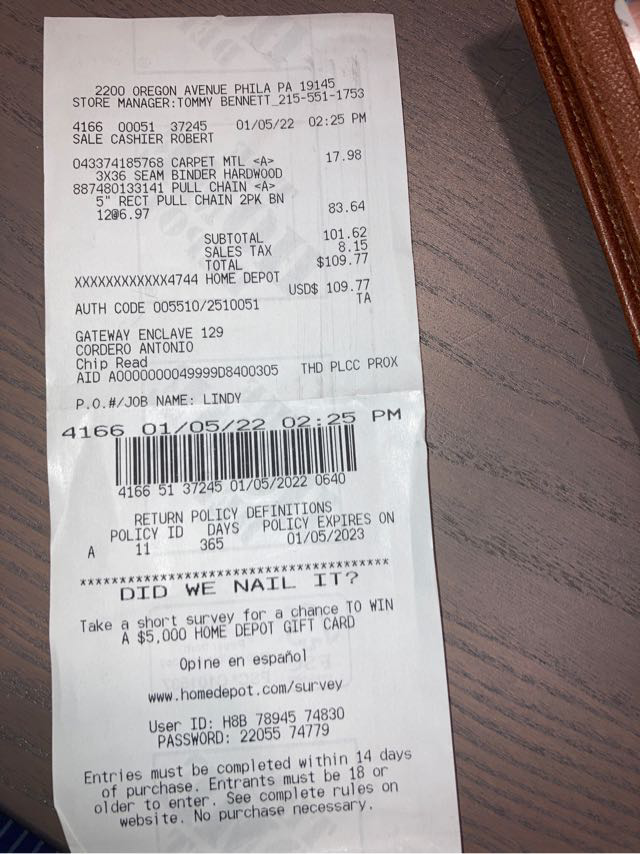 2200 OREGON AVENUE PHILA PA 19145
STORE MANAGER:TOMMY BENNETT 215-551-1753
4166 00051 37245 01/05/22 02:25 PM
SALE CASHIER ROBERT
043374185768 CARPET MTL <A> 17.98
3X36 SEAM BINDER HARDWOOD
887480133141 PULL CHAIN <A>
5" RECT PULL CHAIN 2PK BN
12@6.97 83.64
SUBTOTAL 101.62
SALES TAX 8.15
TOTAL $109.77
XXXXXXXXXXXX4744 HOME DEPOT
USD$ 109.77
AUTH CODE 005510/2510051 TA
GATEWAY ENCLAVE 129
CORDERO ANTONIO
Chip Read
AID A0000000049999D8400305 THD PLCC PROX
P.O.#/JOB NAME: LINDY
4166 01/05/22 02:25 PM
4166 51 37245 01/05/2022 0640
RETURN POLICY DEFINITIONS
POLICY ID DAYS POLICY EXPIRES ON
A 11 365 01/05/2023
****************************************
DID WE NAIL IT?
Take a short survey for a chance TO WIN
A $5,000 HOME DEPOT GIFT CARD
Opine en español
www.homedepot.com/survey
User ID: H8B 78945 74830
PASSWORD: 22055 74779
Entries must be completed within 14 days
of purchase. Entrants must be 18 or
older to enter. See complete rules on
website. No purchase necessary.